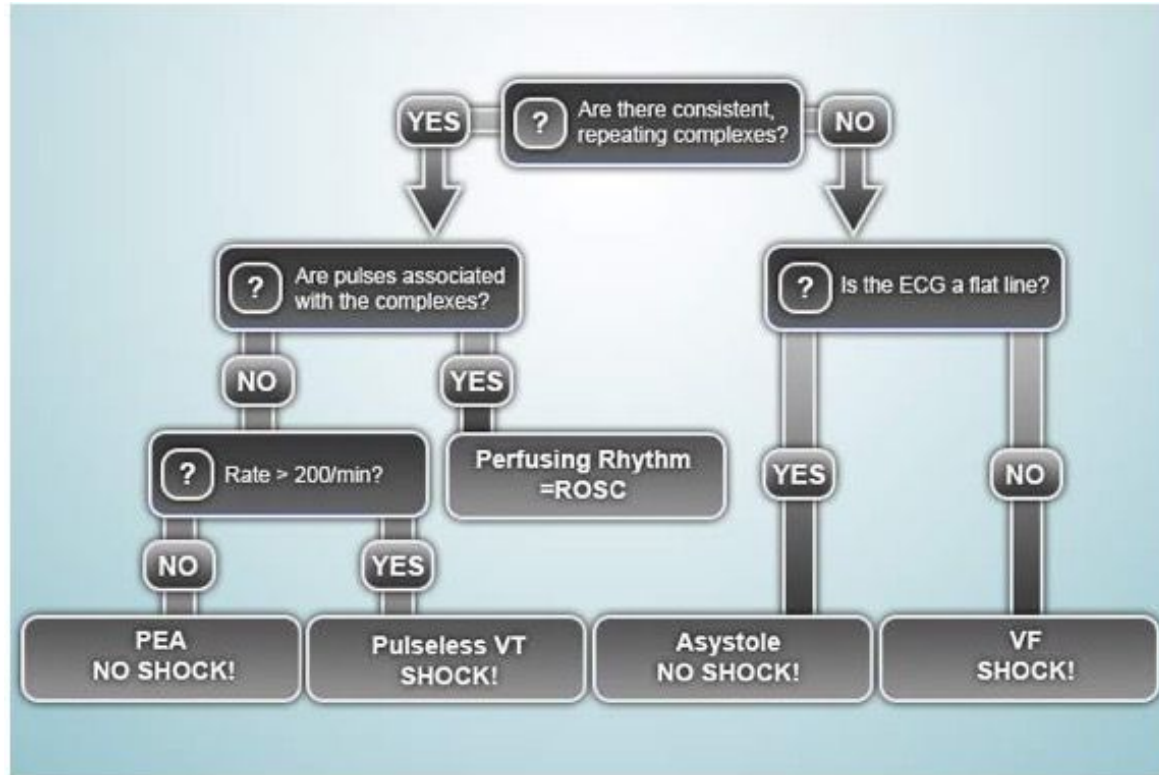 ? Are there consistent,
repeating complexes?
YES
NO
? Are pulses associated
with the complexes?
? Is the ECG a flat line?
NO
YES
? Rate > 200/min?
Perfusing Rhythm
=ROSC
YES
NO
NO
YES
PEA
NO SHOCK!
Pulseless VT
SHOCK!
Asystole
NO SHOCK!
VF
SHOCK!